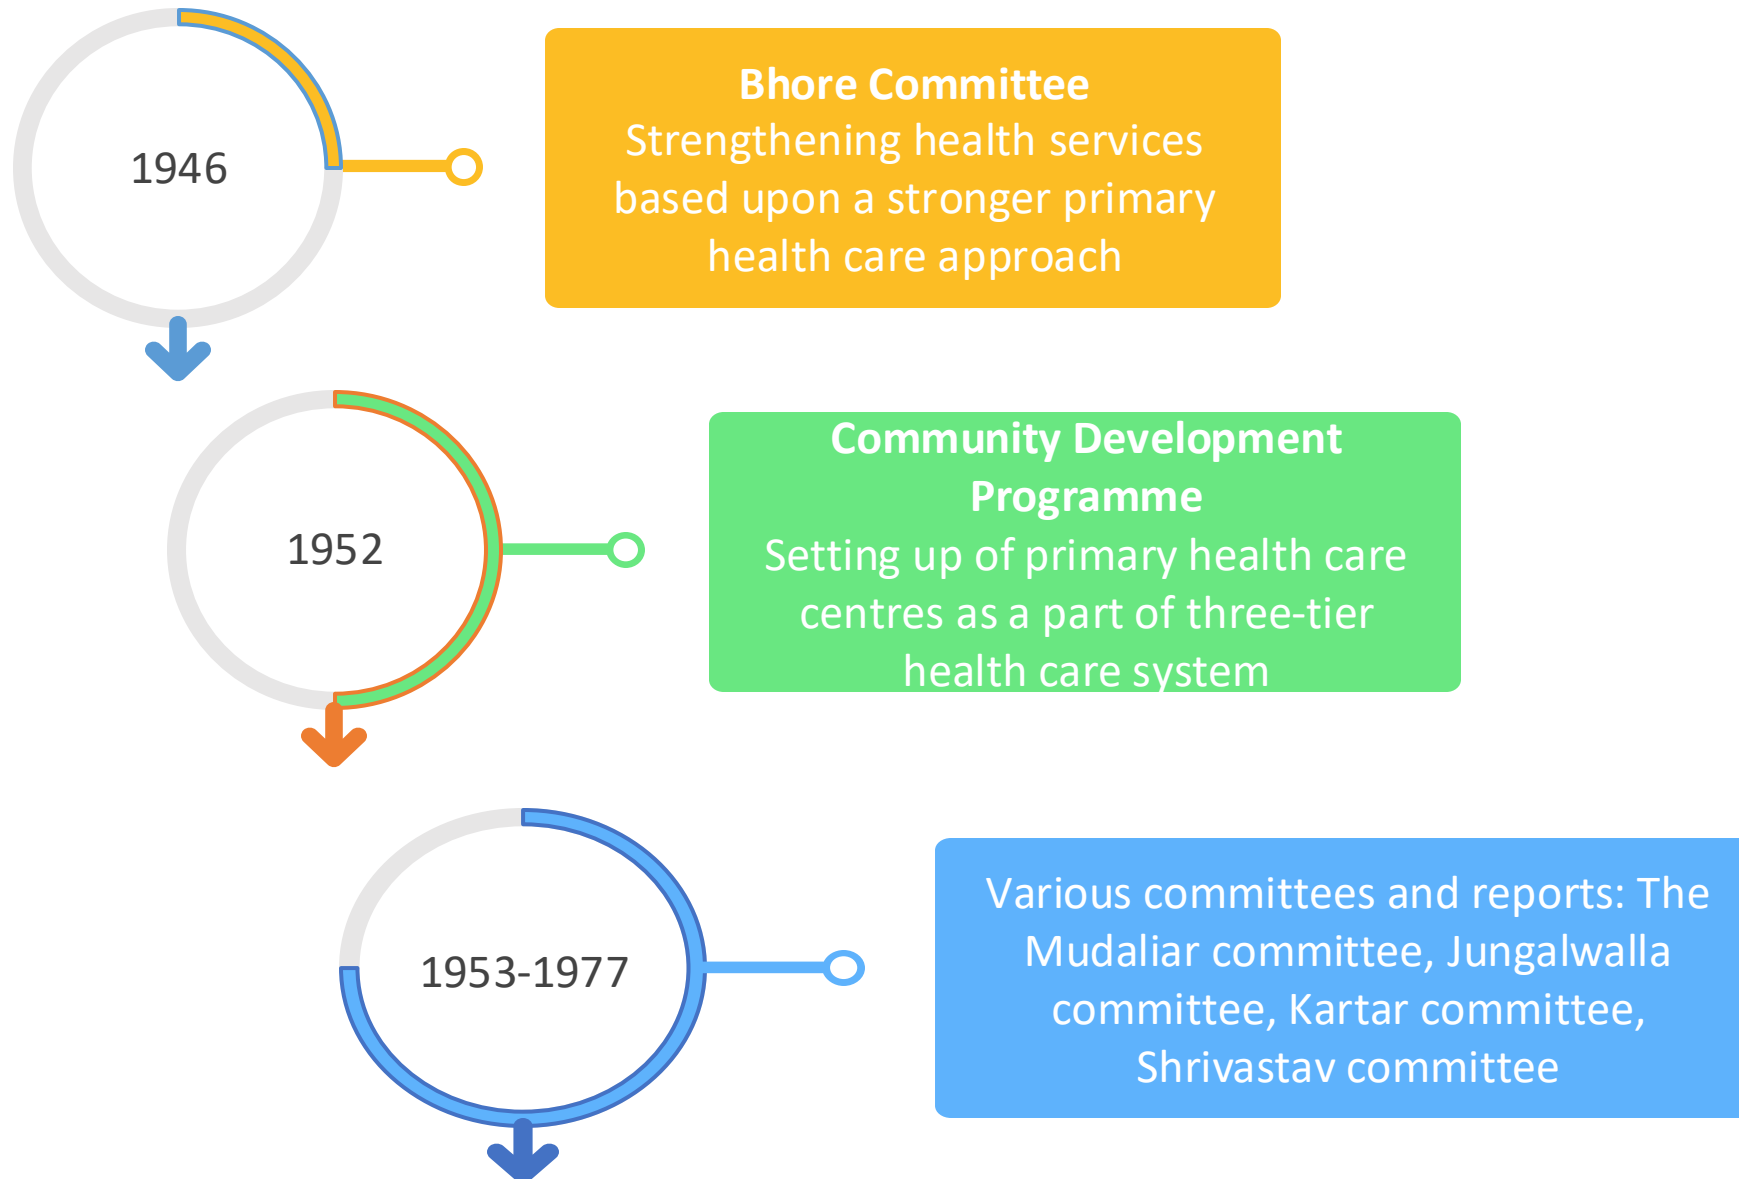 1946
Bhore Committee
Strengthening health services
based upon a stronger primary
health care approach
1952
Community Development
Programme
Setting up of primary health care
centres as a part of three-tier
health care system
1953-1977
Various committees and reports: The
Mudaliar committee, Jungalwalla
committee, Kartar committee,
Shrivastav committee